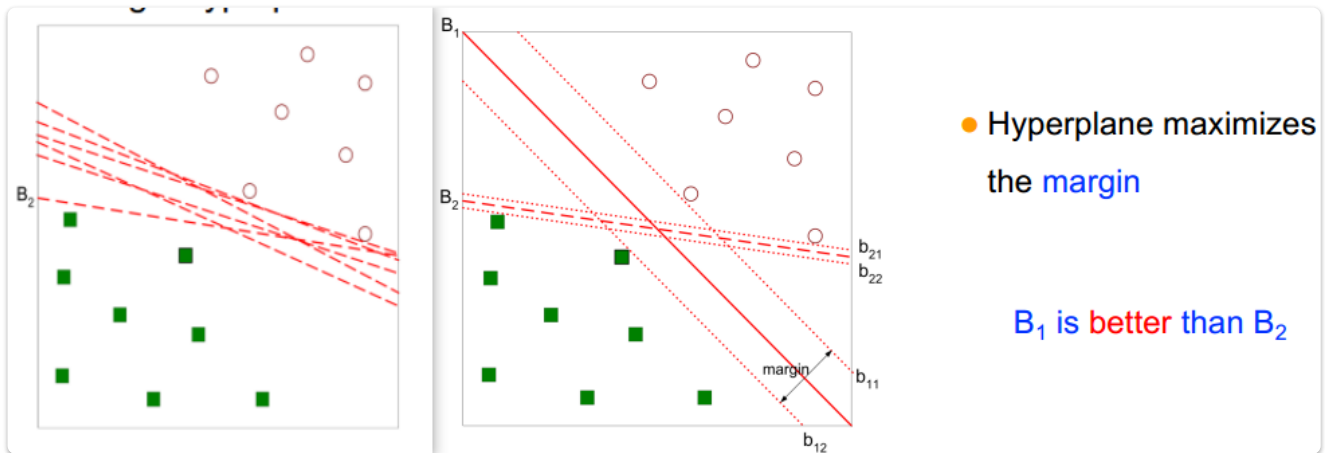 B₂
B₁
B₂
b₂₁
b₂₂
margin
b₁₁
b₁₂
● Hyperplane maximizes
the margin
B₁ is better than B₂